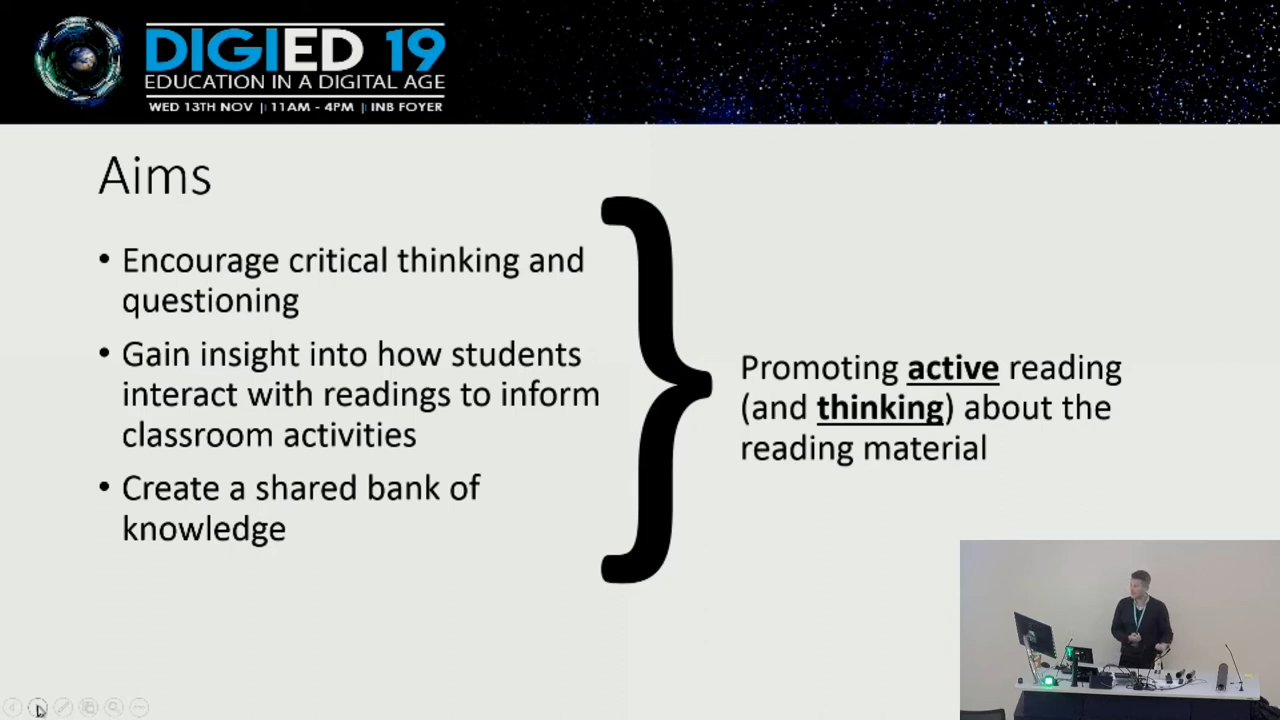 DIGIED 19
EDUCATION IN A DIGITAL AGE
WED 13TH NOV || 11AM - 4PM || INB FOYER
Aims
• Encourage critical thinking and
questioning
• Gain insight into how students
interact with readings to inform
classroom activities
• Create a shared bank of
knowledge
}
Promoting active reading
(and thinking) about the
reading material